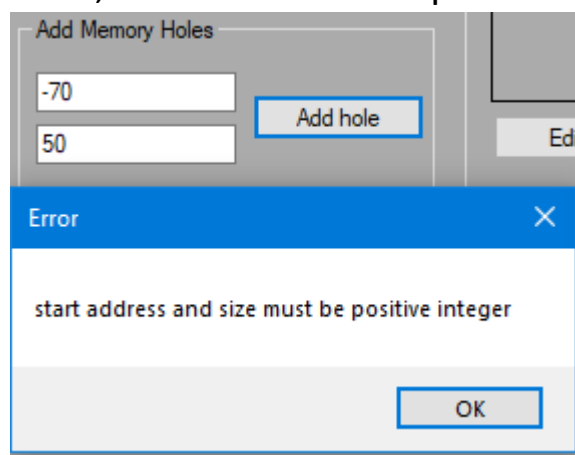 Add Memory Holes
-70
Add hole
50
Error
start address and size must be positive integer
OK